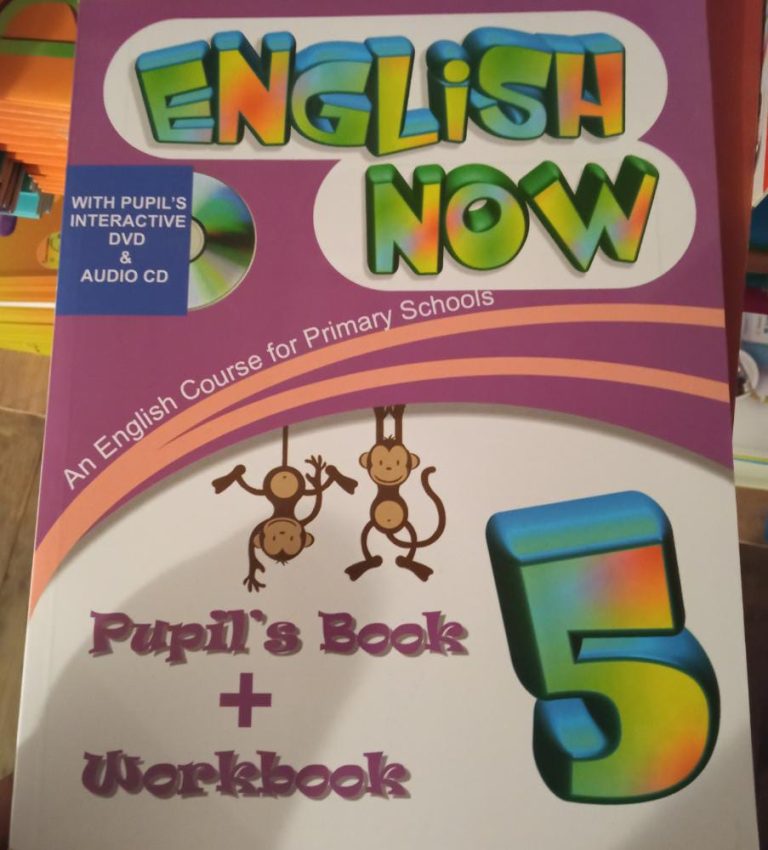 ENGLiSH
NOW
WITH PUPIL'S
INTERACTIVE
DVD
&
AUDIO CD
An English Course for Primary Schools
Pupil's Book
+
Workbook
5